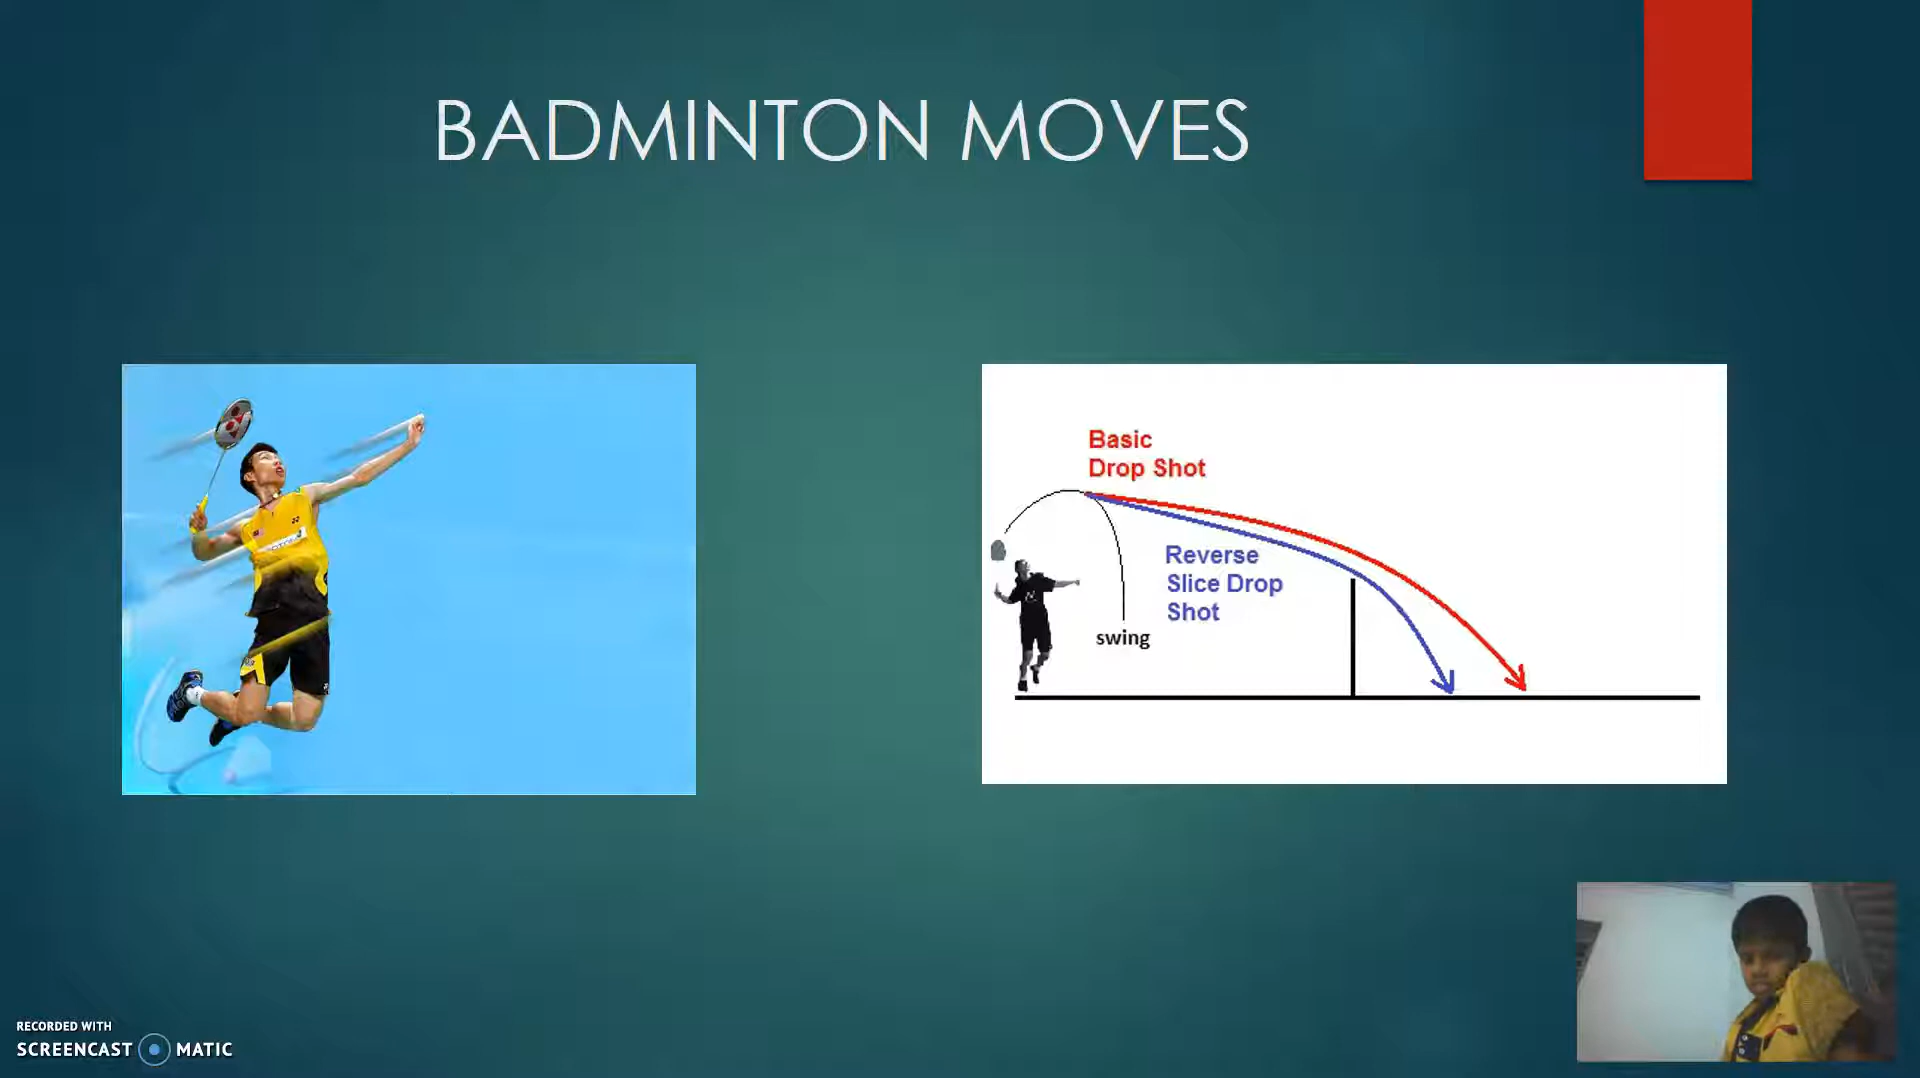 BADMINTON MOVES
Basic
Drop Shot
Reverse
Slice Drop
Shot
swing
RECORDED WITH
SCREENCAST MATIC